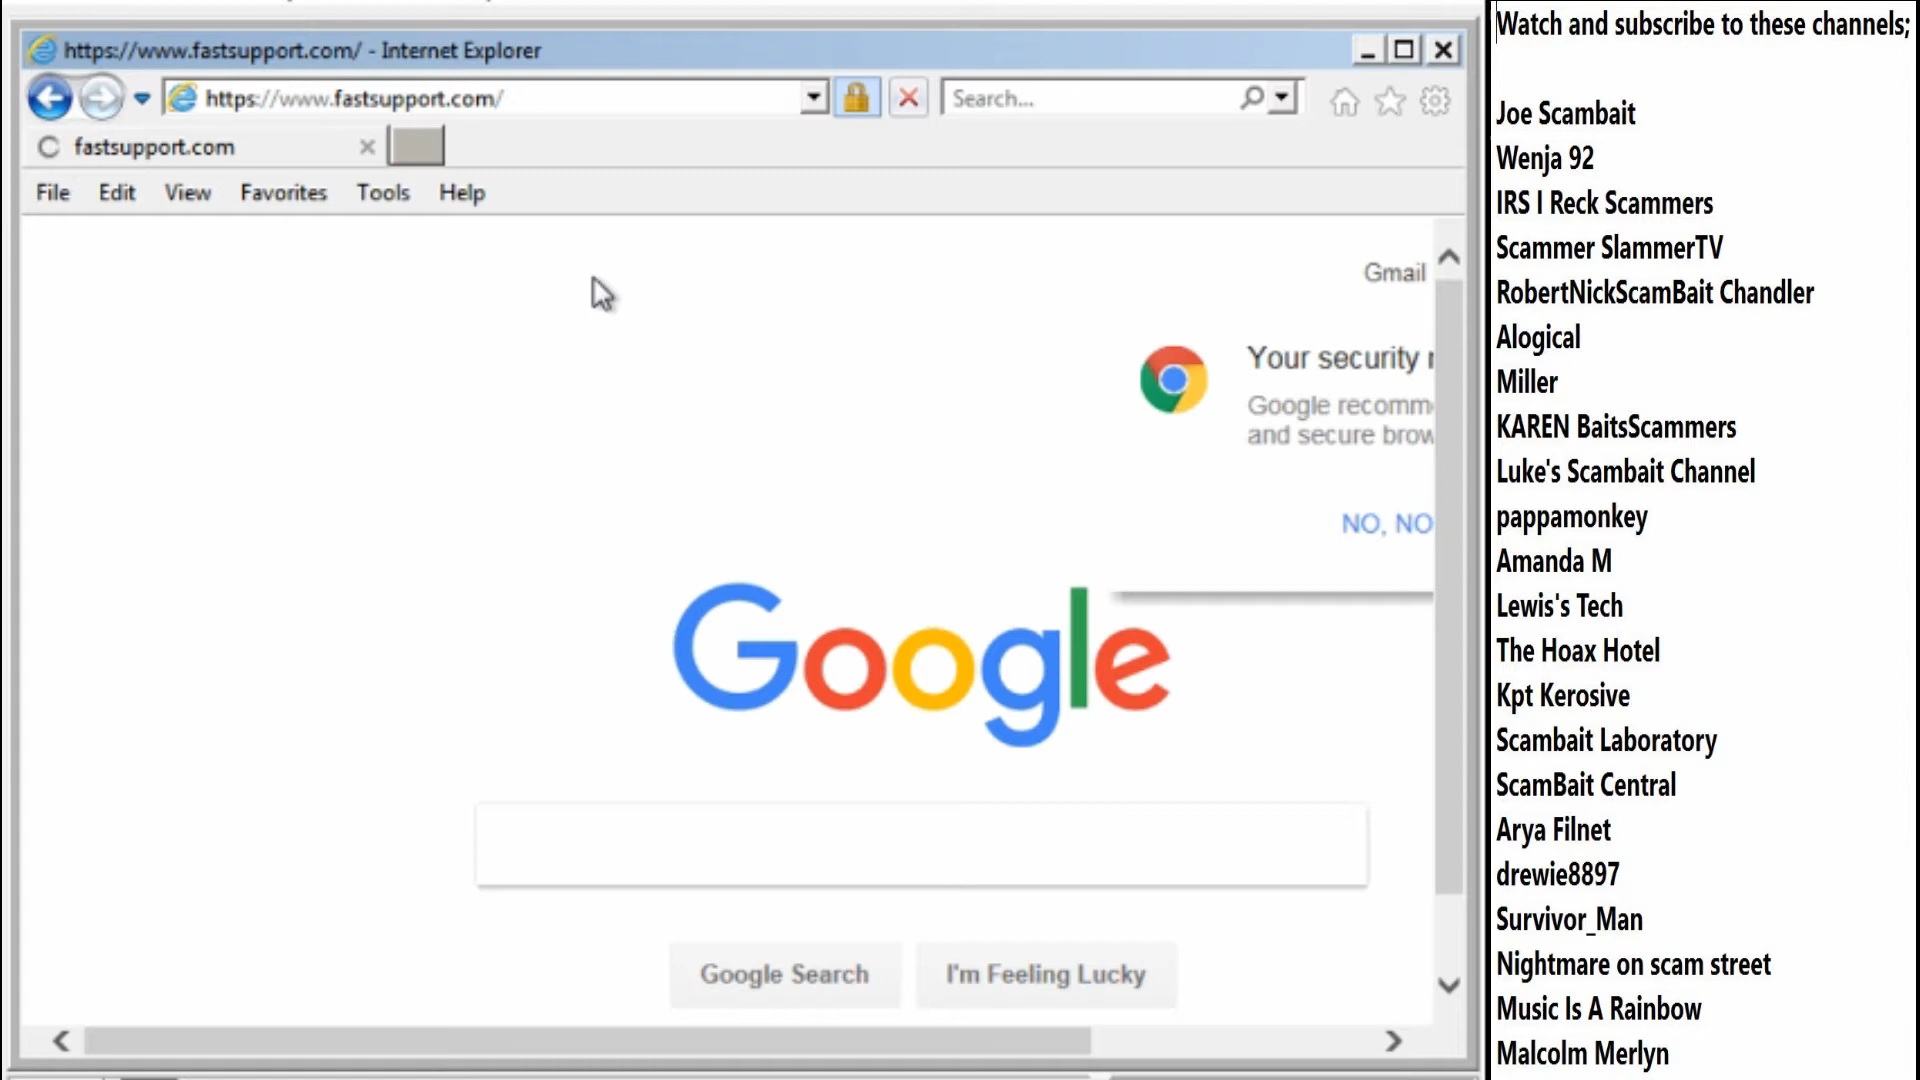 https://www.fastsupport.com/ - Internet Explorer
https://www.fastsupport.com/
Search...
fastsupport.com
File Edit View Favorites Tools Help
Gmail
Your security
Google recomm
and secure brow
NO, NO
Google
Google Search
I'm Feeling Lucky
Watch and subscribe to these channels;
Joe Scambait
Wenja 92
IRS I Reck Scammers
Scammer SlammerTV
RobertNickScamBait Chandler
Alogical
Miller
KAREN BaitsScammers
Luke's Scambait Channel
pappamonkey
Amanda M
Lewis's Tech
The Hoax Hotel
Kpt Kerosive
Scambait Laboratory
ScamBait Central
Arya Filnet
drewie8897
Survivor_Man
Nightmare on scam street
Music Is A Rainbow
Malcolm Merlyn